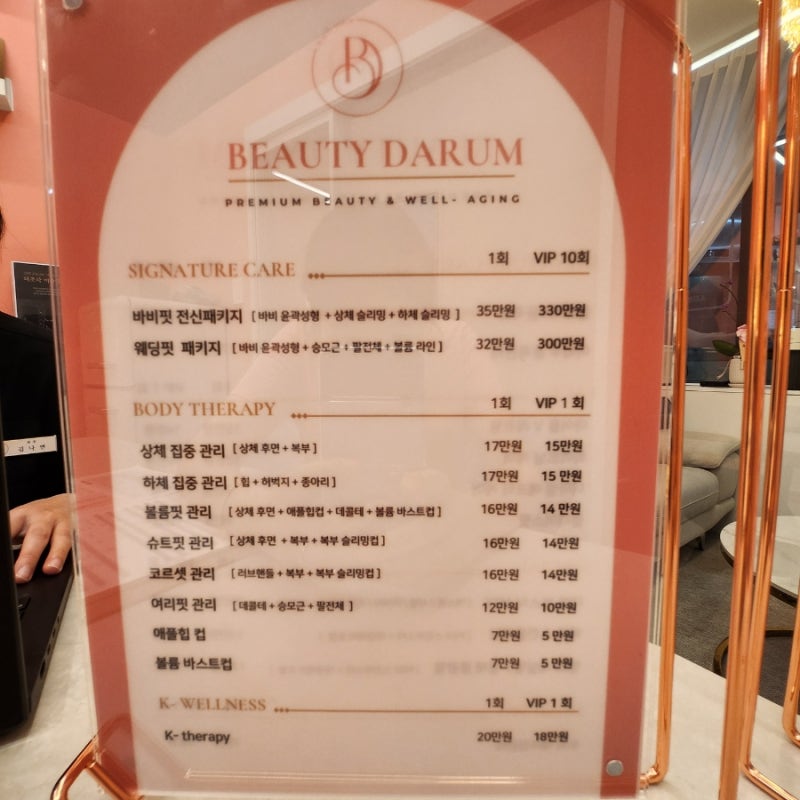 BEAUTY DARUM
PREMIUM BEAUTY & WELL- AGING
SIGNATURE CARE 1회 VIP 10회
바비핏 전신패키지 [ 바비 윤곽성형 + 상체 슬리밍 + 하체 슬리밍 ] 35만원 330만원
웨딩핏 패키지 [ 바비 윤곽성형 + 승모근 + 팔전체 + 볼륨 라인 ] 32만원 300만원
BODY THERAPY 1회 VIP 1 회
상체 집중 관리 [ 상체 후면 + 복부 ] 17만원 15만원
하체 집중 관리 [ 힙 + 허벅지 + 종아리 ] 17만원 15 만원
볼륨핏 관리 [ 상체 후면 + 애플힙컵 + 데콜테 + 볼륨 바스트컵 ] 16만원 14 만원
슈트핏 관리 [ 상체 후면 + 복부 + 복부 슬리밍컵 ] 16만원 14만원
코르셋 관리 [ 러브핸들 + 복부 + 복부 슬리밍컵 ] 16만원 14만원
여리핏 관리 [ 데콜테 + 승모근 + 팔전체 ] 12만원 10만원
애플힙 컵 7만원 5 만원
볼륨 바스트컵 7만원 5 만원
K- WELLNESS 1회 VIP 1 회
K- therapy 20만원 18만원